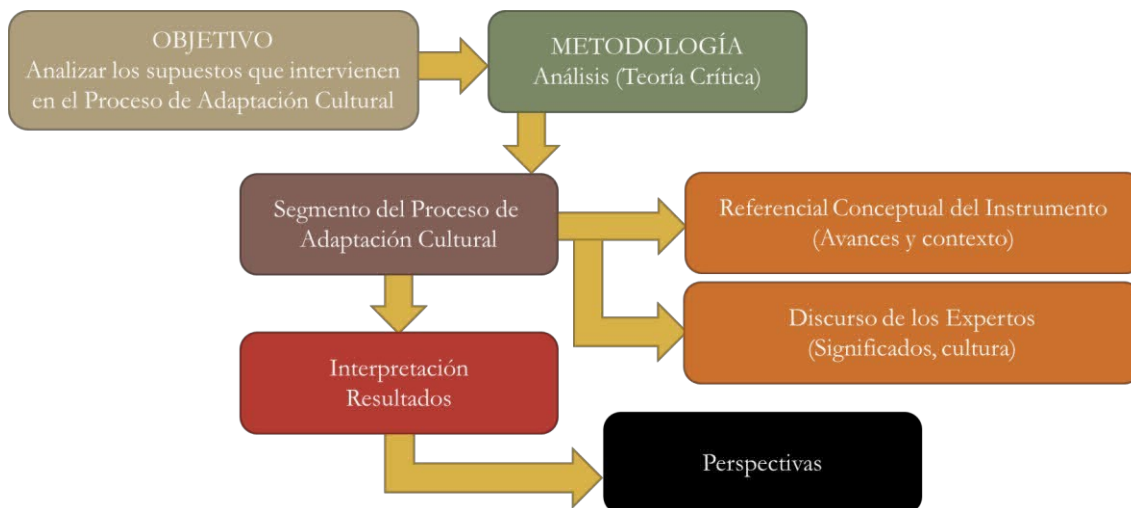 OBJETIVO
Analizar los supuestos que intervienen
en el Proceso de Adaptación Cultural
METODOLOGÍA
Análisis (Teoría Crítica)
Segmento del Proceso de
Adaptación Cultural
Referencial Conceptual del Instrumento
(Avances y contexto)
Discurso de los Expertos
(Significados, cultura)
Interpretación
Resultados
Perspectivas